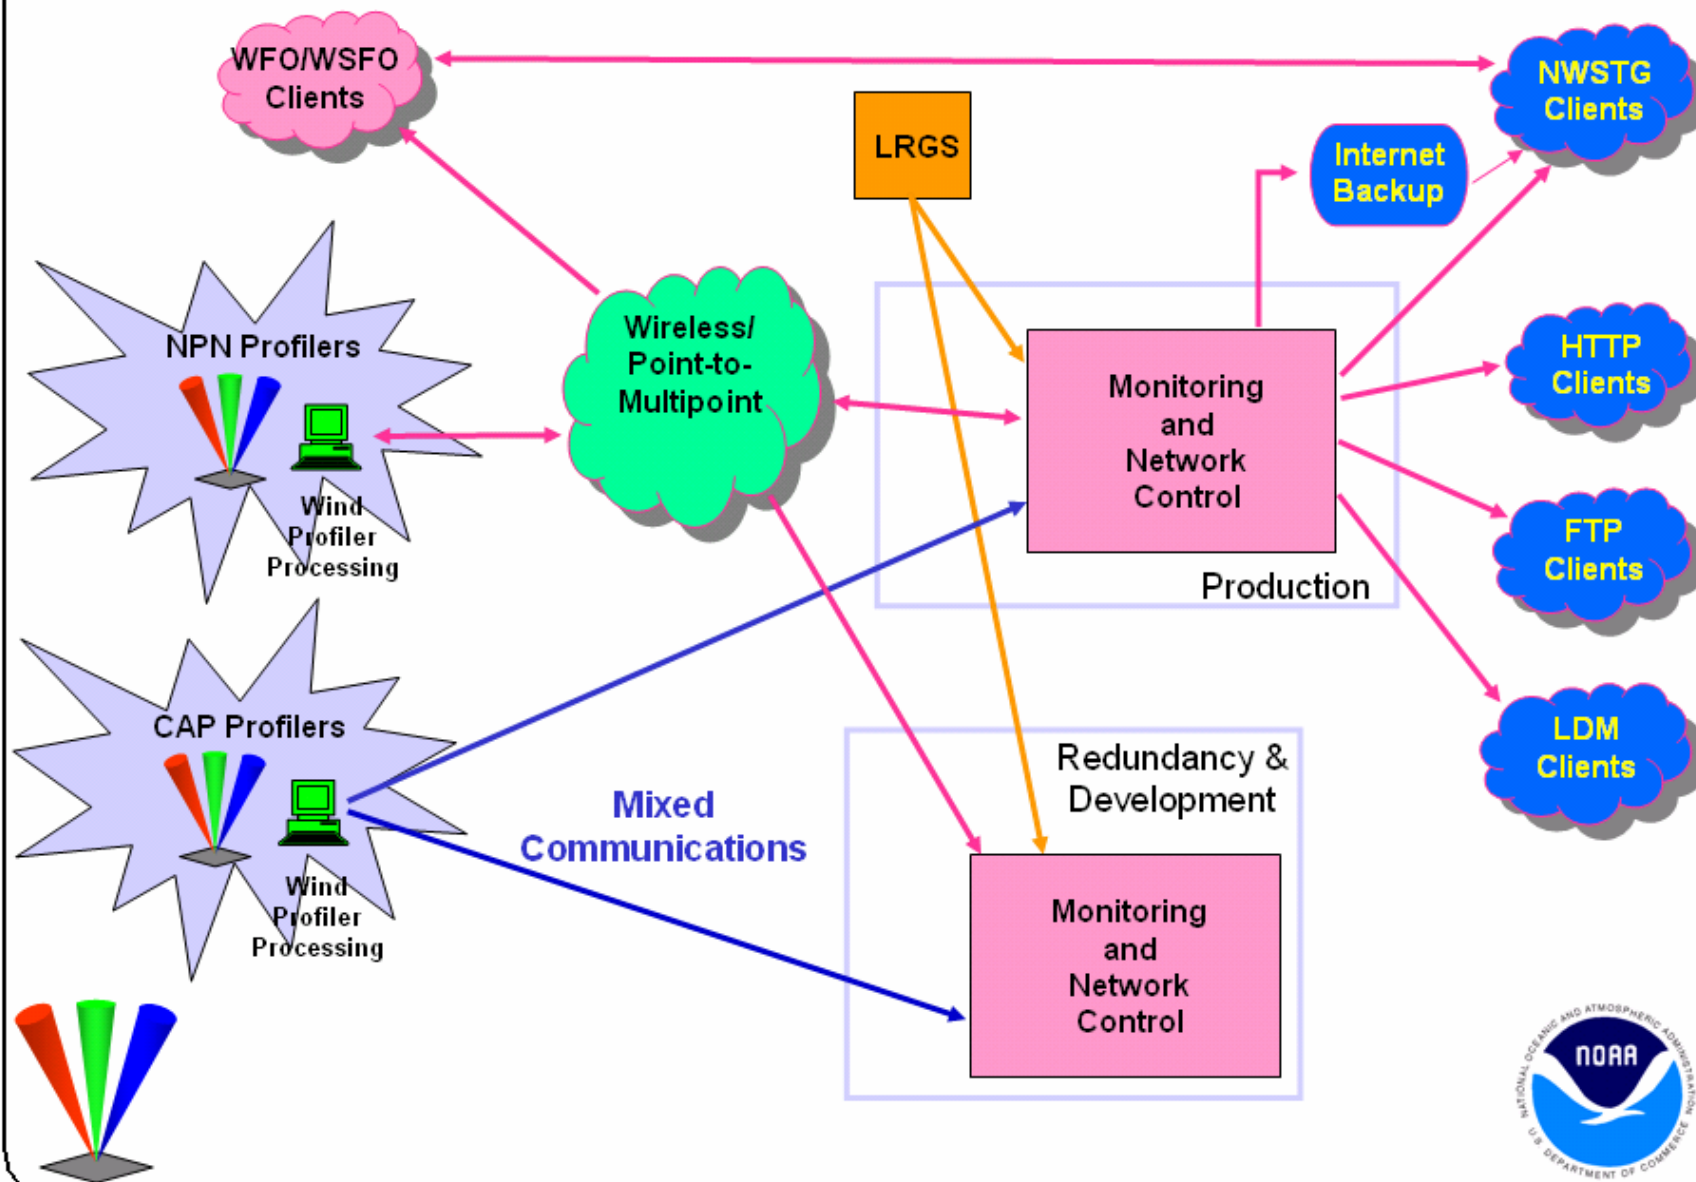 WFO/WSFO
Clients
NWSTG
Clients
LRGS
Internet
Backup
NPN Profilers
Wind
Profiler
Processing
Wireless/
Point-to-
Multipoint
Monitoring
and
Network
Control
Production
HTTP
Clients
FTP
Clients
LDM
Clients
CAP Profilers
Wind
Profiler
Processing
Mixed
Communications
Redundancy &
Development
Monitoring
and
Network
Control
NATIONAL OCEANIC AND ATMOSPHERIC ADMINISTRATION
NOAA
U.S. DEPARTMENT OF COMMERCE